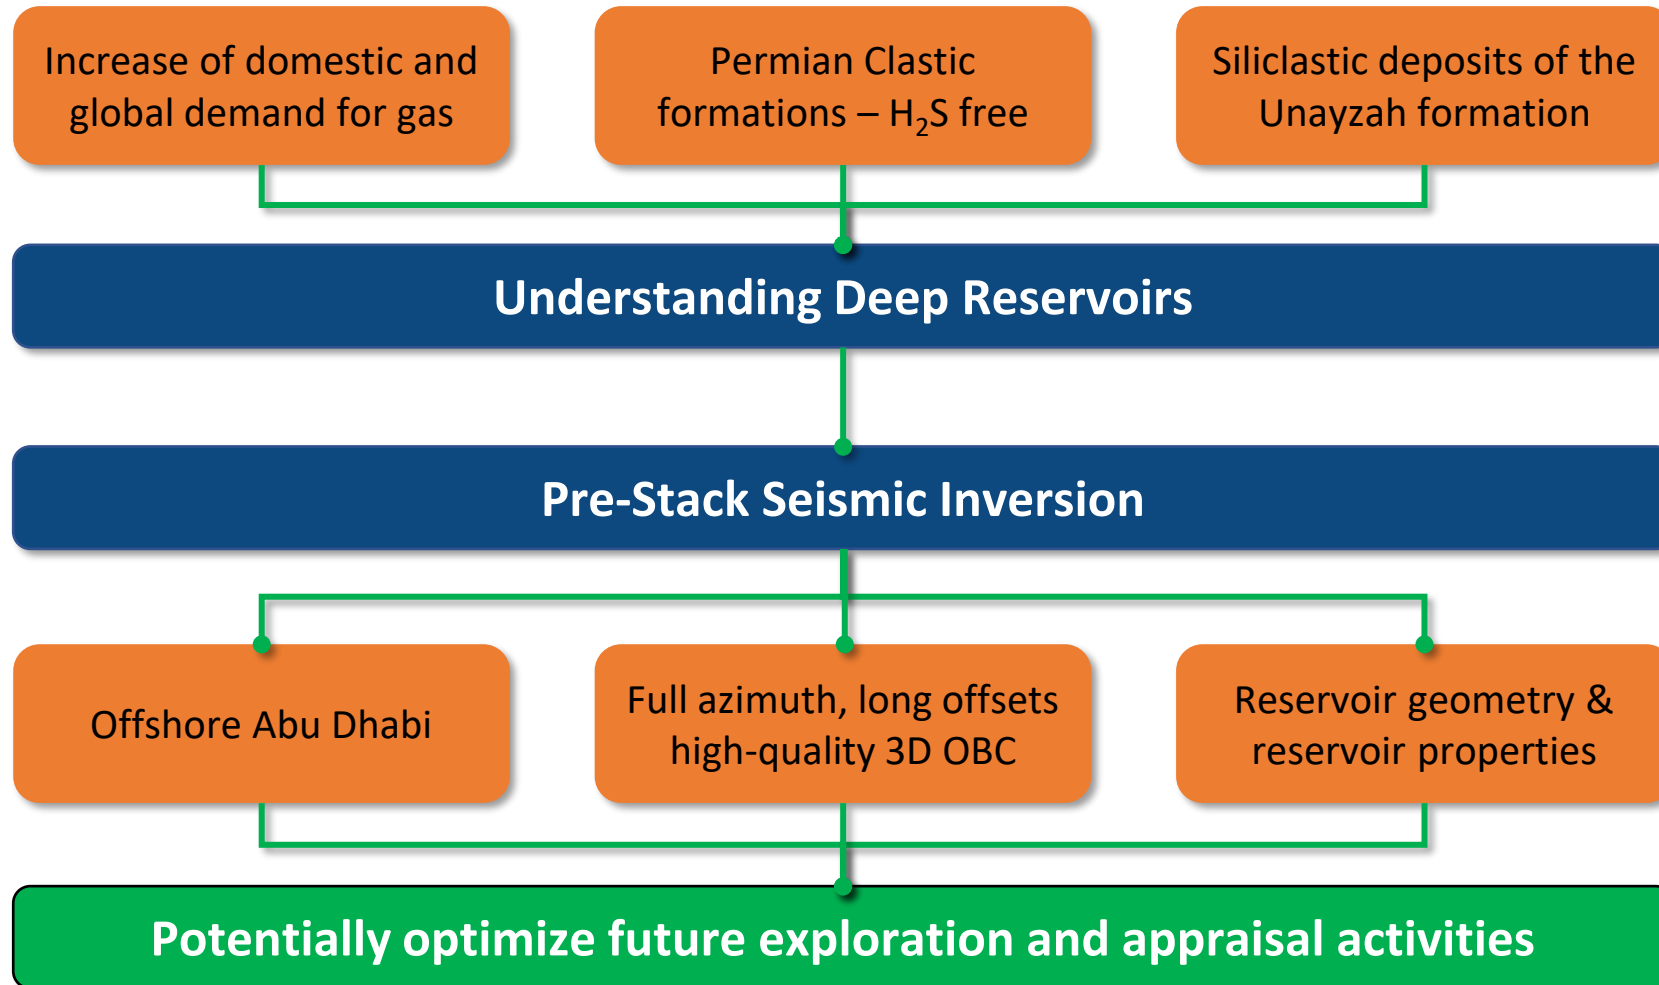 Increase of domestic and
global demand for gas
Permian Clastic
formations – H₂S free
Siliclastic deposits of the
Unayzah formation
Understanding Deep Reservoirs
Pre-Stack Seismic Inversion
Offshore Abu Dhabi
Full azimuth, long offsets
high-quality 3D OBC
Reservoir geometry &
reservoir properties
Potentially optimize future exploration and appraisal activities